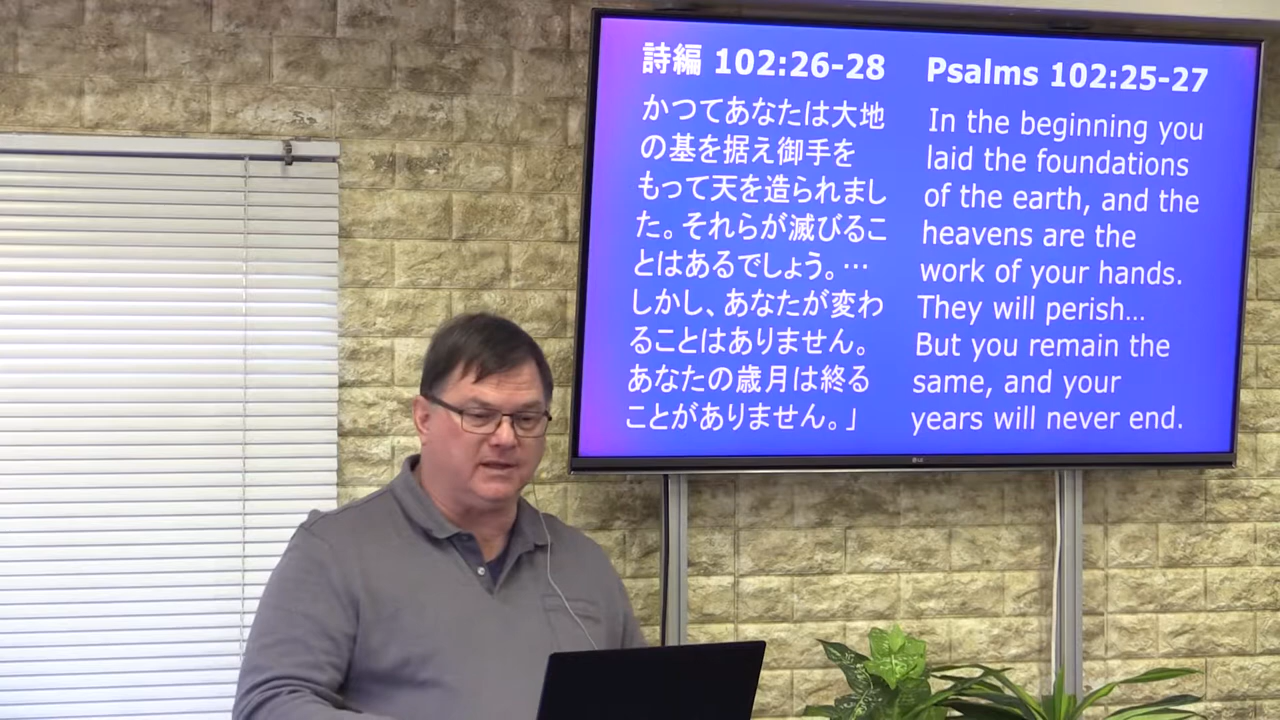 詩編 102:26-28
かつてあなたは大地
の基を据え御手を
もって天を造られまし
た。それらが滅びるこ
とはあるでしょう。…
しかし、あなたが変わ
ることはありません。
あなたの歳月は終る
ことがありません。」
Psalms 102:25-27
In the beginning you
laid the foundations
of the earth, and the
heavens are the
work of your hands.
They will perish…
But you remain the
same, and your
years will never end.
LG